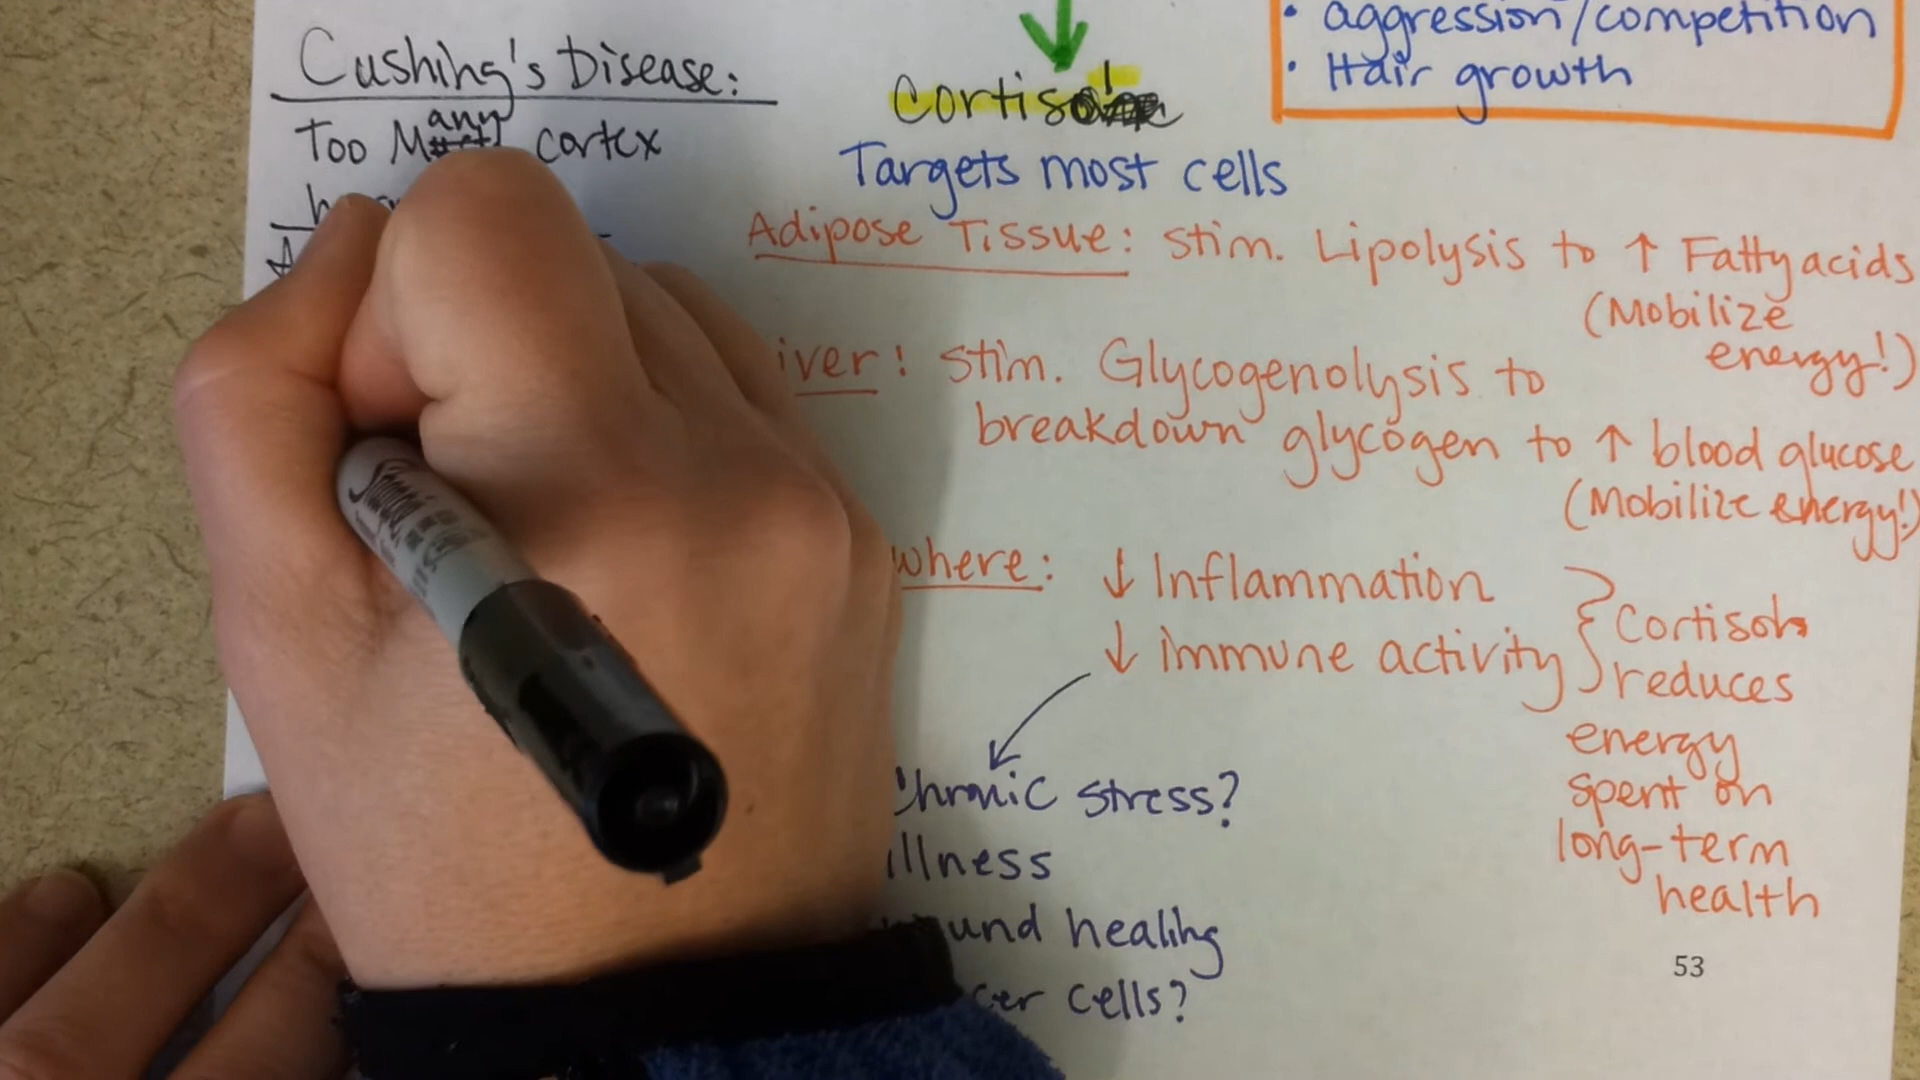 Cushing's Disease:
Too Many cortex
aggression/competition
• Hair growth
Cortisol
Targets most cells
Adipose Tissue: stim. Lipolysis to ↑ Fatty acids
(Mobilize
energy!)
iver: stim. Glycogenolysis to
breakdown glycogen to ↑ blood glucose
(Mobilize energy!)
where: ↓ Inflammation
↓ immune activity
Cortisol
reduces
energy
spent on
long-term
health
Chronic stress?
illness
und healing
cer cells?
53
Sharpie